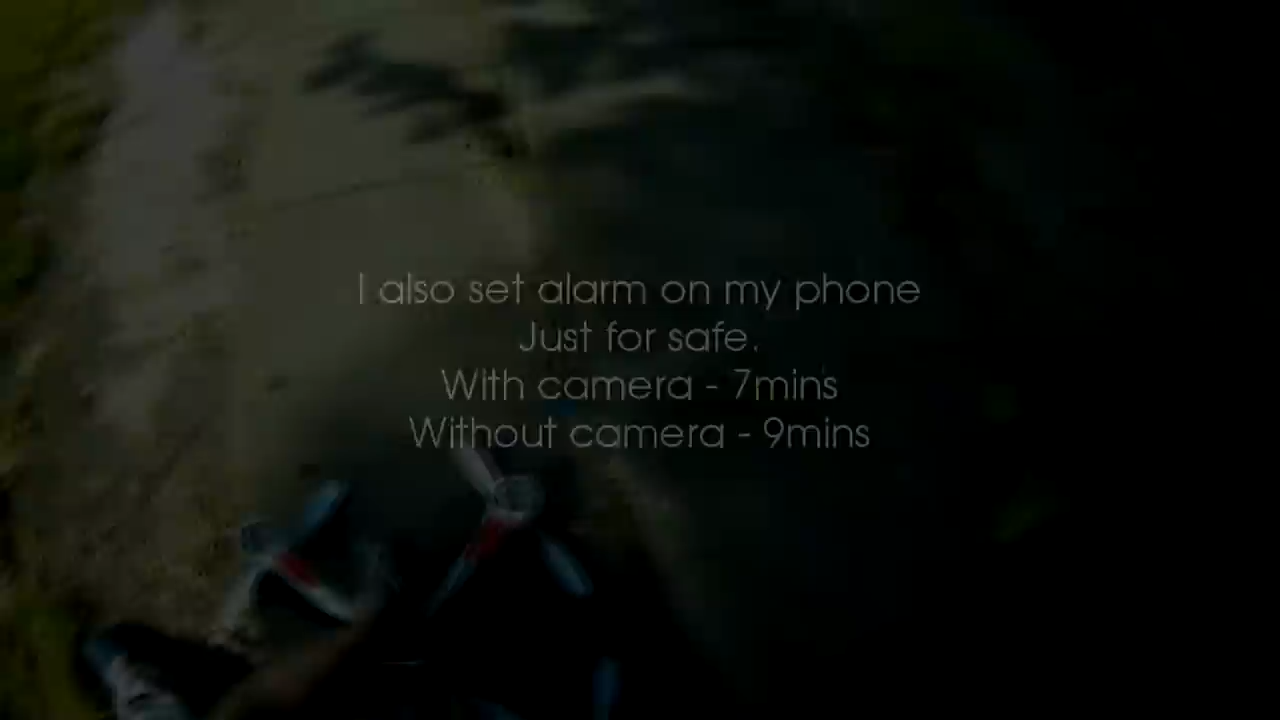 I also set alarm on my phone
Just for safe.
With camera - 7mins
Without camera - 9mins